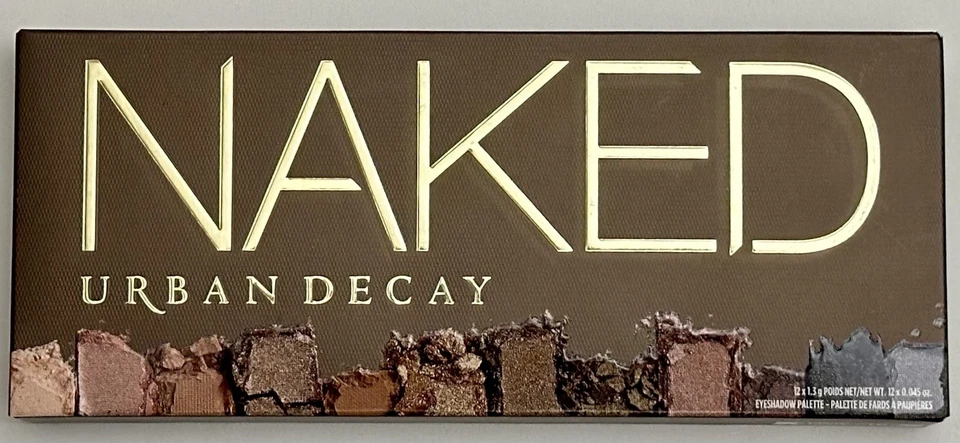 NAKED
URBAN DECAY
12 x 1.3 g POIDS NET/NET WT. 12 x 0.045 oz.
EYESHADOW PALETTE – PALETTE DE FARDS À PAUPIÈRES